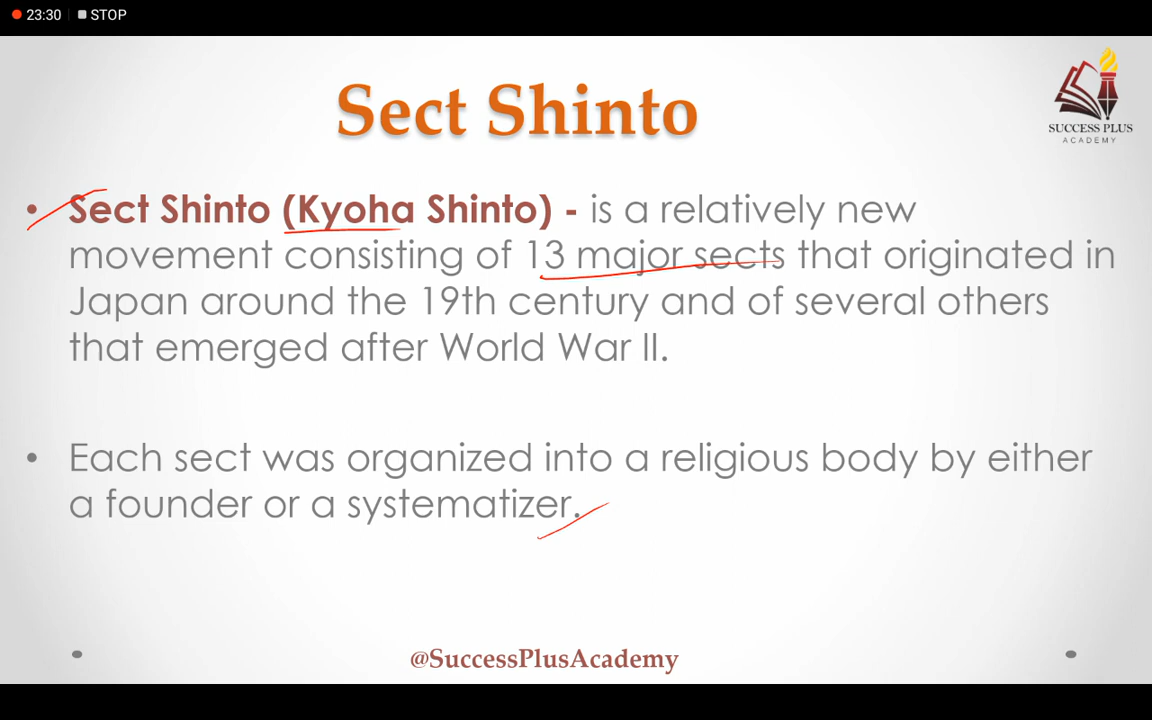 23:30 STOP
Sect Shinto
SUCCESS PLUS
ACADEMY
• Sect Shinto (Kyoha Shinto) - is a relatively new
movement consisting of 13 major sects that originated in
Japan around the 19th century and of several others
that emerged after World War II.
• Each sect was organized into a religious body by either
a founder or a systematizer.
@SuccessPlusAcademy